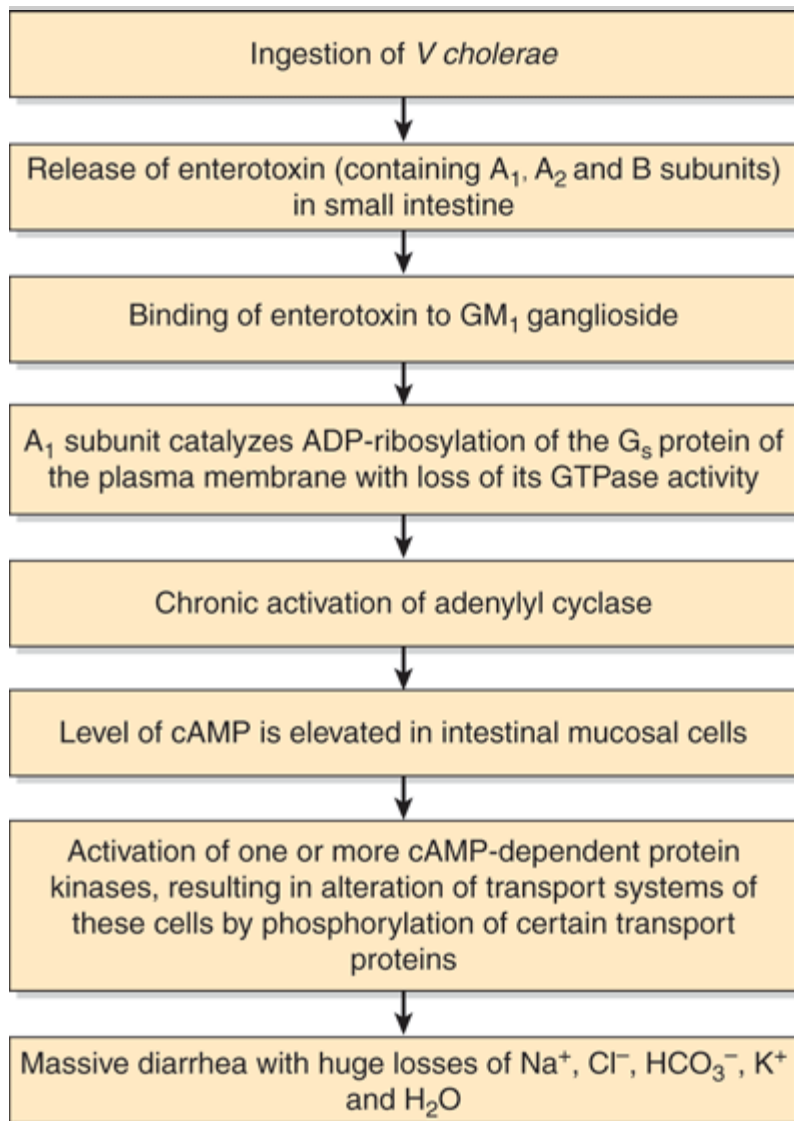 Ingestion of V cholerae
Release of enterotoxin (containing A₁, A₂ and B subunits)
in small intestine
Binding of enterotoxin to GM₁ ganglioside
A₁ subunit catalyzes ADP-ribosylation of the Gₛ protein of
the plasma membrane with loss of its GTPase activity
Chronic activation of adenylyl cyclase
Level of cAMP is elevated in intestinal mucosal cells
Activation of one or more cAMP-dependent protein
kinases, resulting in alteration of transport systems of
these cells by phosphorylation of certain transport
proteins
Massive diarrhea with huge losses of Na⁺, Cl⁻, HCO₃⁻, K⁺
and H₂O